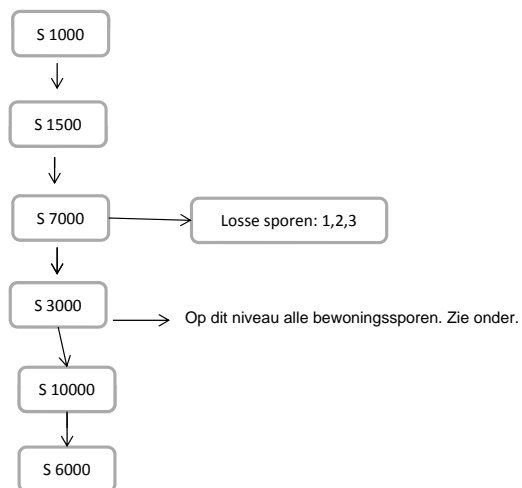 S 1000
S 1500
S 7000
Losse sporen: 1,2,3
S 3000
Op dit niveau alle bewoningssporen. Zie onder.
S 10000
S 6000